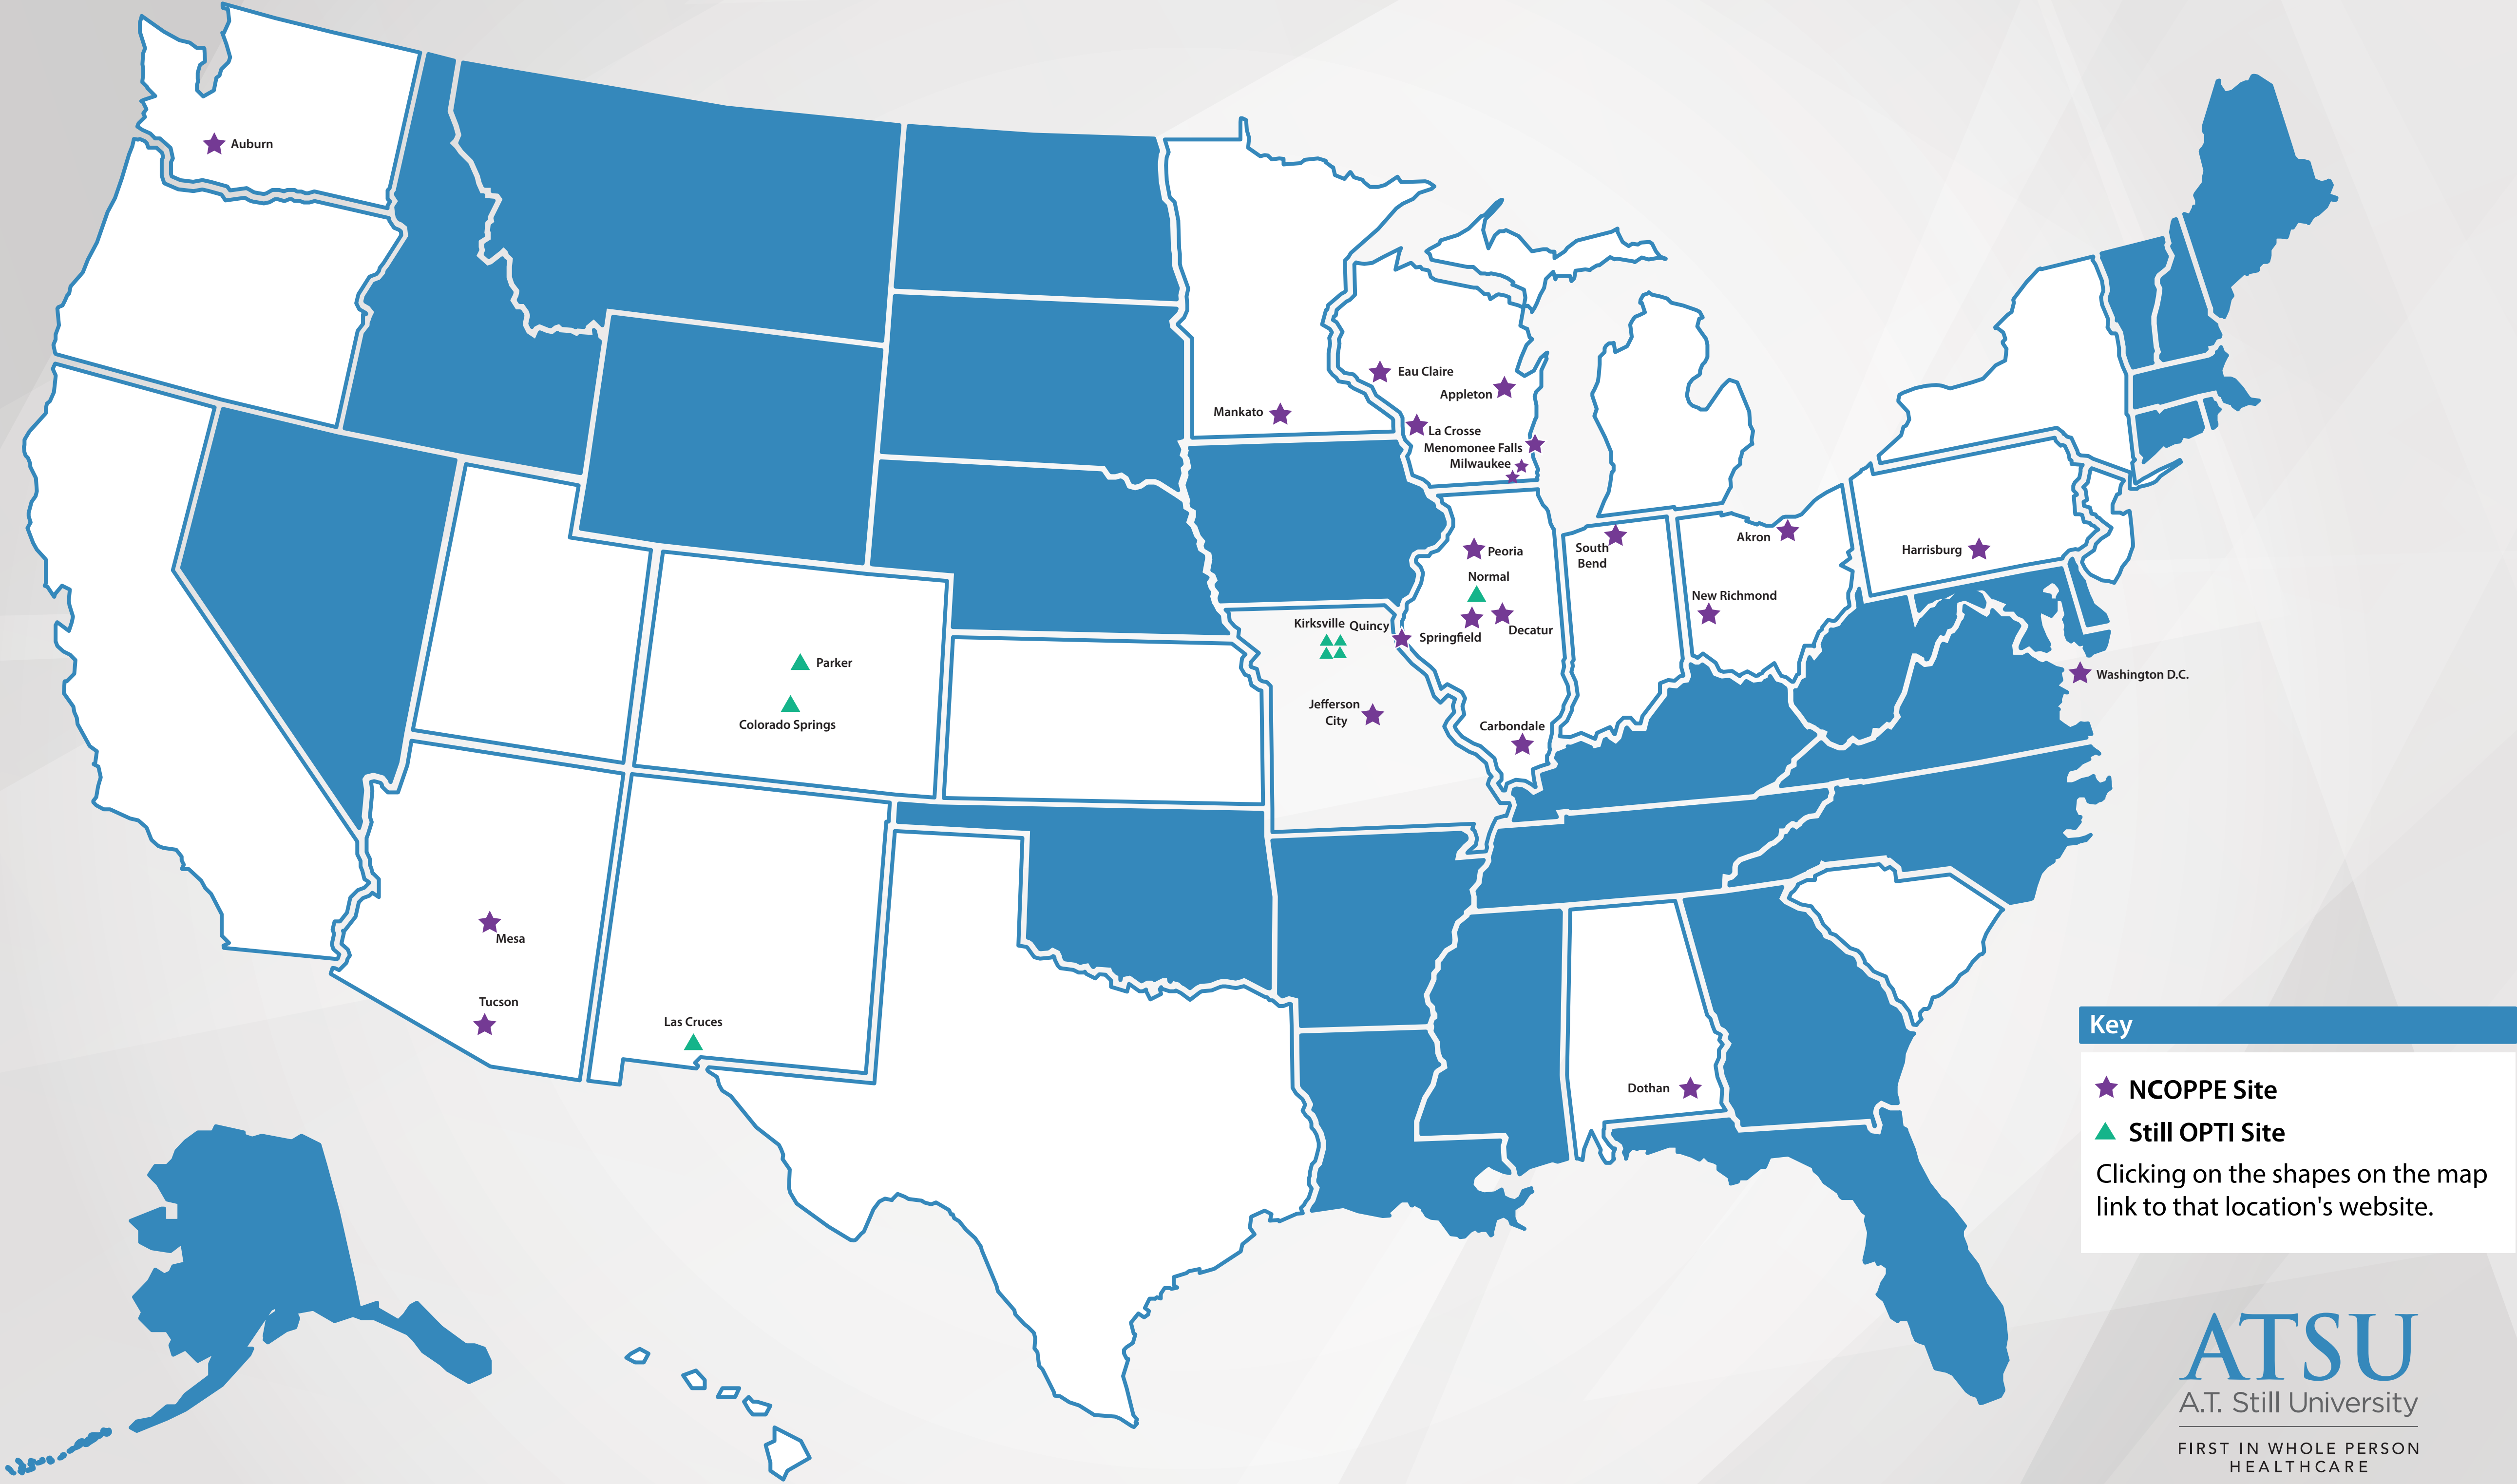 Auburn
Eau Claire
Appleton
Mankato
La Crosse
Menomonee Falls
Milwaukee
Peoria
South
Bend
Akron
Harrisburg
Normal
New Richmond
Kirksville
Quincy
Springfield
Decatur
Parker
Washington D.C.
Colorado Springs
Jefferson
City
Carbondale
Mesa
Tucson
Las Cruces
Dothan
Key
NCOPPE Site
Still OPTI Site
Clicking on the shapes on the map
link to that location's website.
ATSU
A.T. Still University
FIRST IN WHOLE PERSON
HEALTHCARE